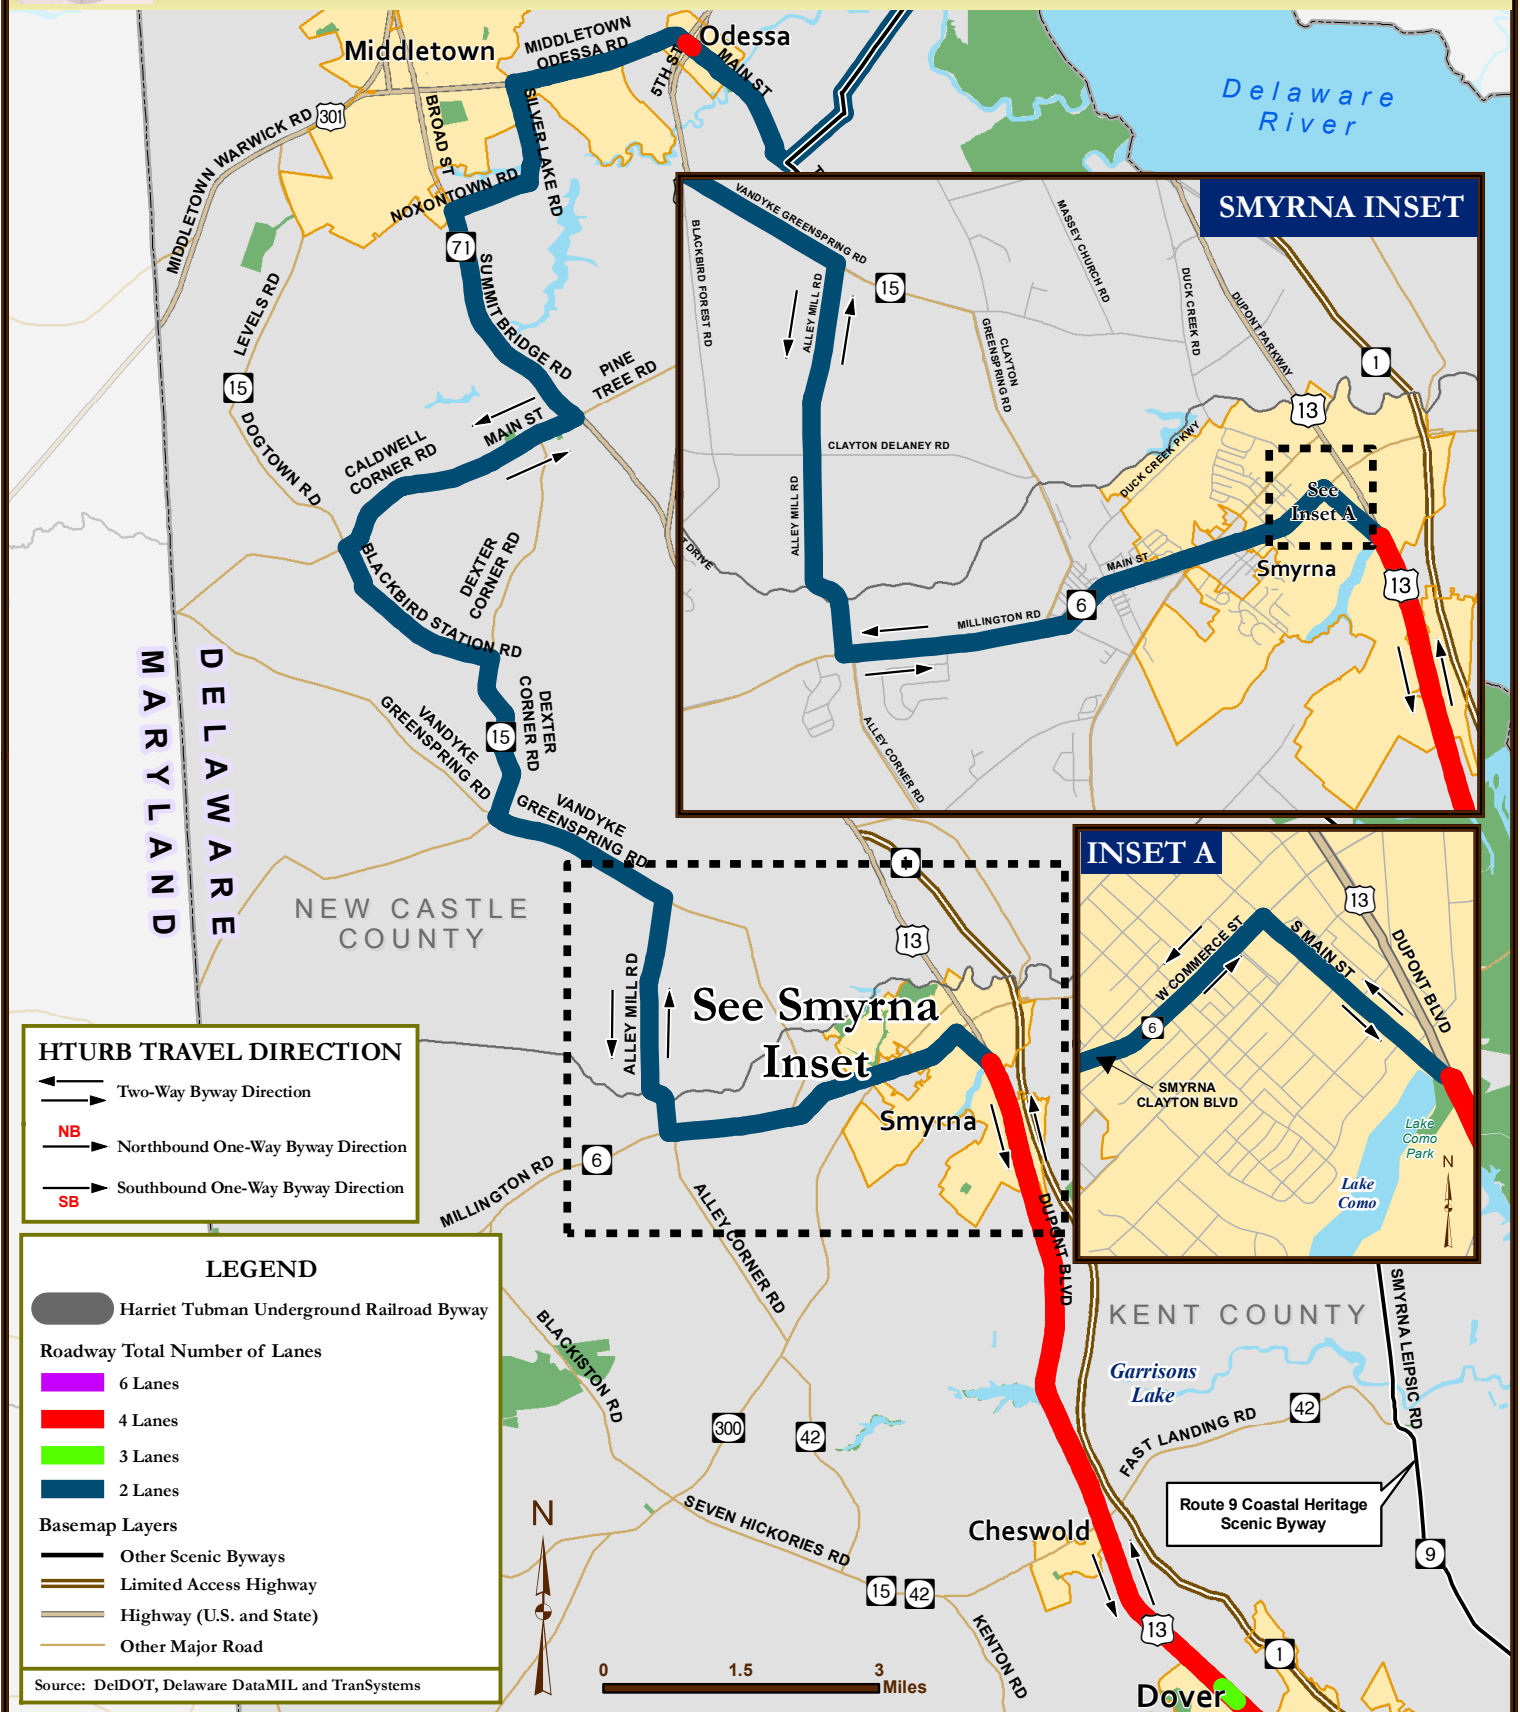 Middletown
MIDDLETOWN
ODESSA RD
Odessa
5TH ST
MAIN ST
Delaware
River
301
MIDDLETOWN WARWICK RD
BROAD ST
SILVER LAKE RD
NOXONTOWN RD
71
SUMMIT BRIDGE RD
LEVELS RD
15
DOGTOWN RD
PINE
TREE RD
MAIN ST
CALDWELL
CORNER RD
BLACKBIRD STATION RD
DEXTER
CORNER RD
DEXTER
CORNER RD
15
VANDYKE
GREENSPRING RD
VANDYKE
GREENSPRING RD
MARYLAND
DELAWARE
NEW CASTLE
COUNTY
SMYRNA INSET
VANDYKE GREENSPRING RD
BLACKBIRD FOREST RD
ALLEY MILL RD
15
MASSEY CHURCH RD
DUCK CREEK RD
DUPONT PARKWAY
1
CLAYTON
GREENSPRING RD
13
CLAYTON DELANEY RD
DUCK CREEK PKWY
ALLEY MILL RD
See
Inset A
T DRIVE
MAIN ST
Smyrna
13
6
MILLINGTON RD
ALLEY CORNER RD
INSET A
13
DUPONT BLVD
W COMMERCE ST
S MAIN ST
6
SMYRNA
CLAYTON BLVD
Lake
Como
Park
Lake
Como
N
1
13
ALLEY MILL RD
See Smyrna
Inset
Smyrna
6
MILLINGTON RD
ALLEY CORNER RD
DUPONT BLVD
HTURB TRAVEL DIRECTION
Two-Way Byway Direction
NB
Northbound One-Way Byway Direction
Southbound One-Way Byway Direction
SB
LEGEND
Harriet Tubman Underground Railroad Byway
Roadway Total Number of Lanes
6 Lanes
4 Lanes
3 Lanes
2 Lanes
Basemap Layers
Other Scenic Byways
Limited Access Highway
Highway (U.S. and State)
Other Major Road
Source: DelDOT, Delaware DataMIL and TranSystems
BLACKISTON RD
KENT COUNTY
SMYRNA LEIPSIC RD
Garrisons
Lake
300
42
42
FAST LANDING RD
Route 9 Coastal Heritage
Scenic Byway
9
SEVEN HICKORIES RD
Cheswold
15
42
KENTON RD
13
1
Dover
N
0
1.5
3
Miles